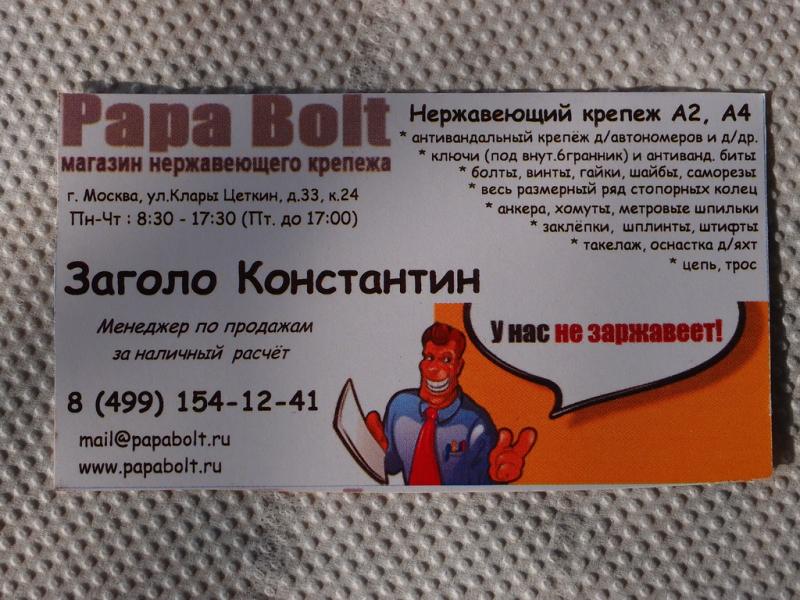 Papa Bolt
магазин нержавеющего крепежа
г. Москва, ул.Клары Цеткин, д.33, к.24
Пн-Чт : 8:30 - 17:30 (Пт. до 17:00)
Нержавеющий крепеж А2, А4
* антивандальный крепёж д/автономеров и д/др.
* ключи (под внут.6гранник) и антиванд. биты
* болты, винты, гайки, шайбы, саморезы
* весь размерный ряд стопорных колец
* анкера, хомуты, метровые шпильки
* заклёпки, шплинты, штифты
* такелаж, оснастка д/яхт
* цепь, трос
Заголо Константин
Менеджер по продажам
за наличный расчёт
8 (499) 154-12-41
mail@papabolt.ru
www.papabolt.ru
У нас не заржавеет!